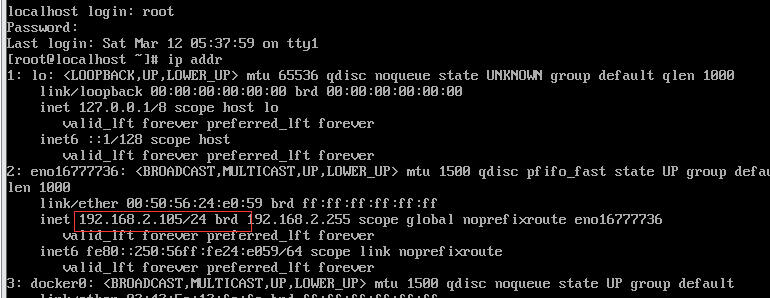 localhost login: root
Password:
Last login: Sat Mar 12 05:37:59 on tty1
[root@localhost ~]# ip addr
1: lo: <LOOPBACK,UP,LOWER_UP> mtu 65536 qdisc noqueue state UNKNOWN group default qlen 1000
link/loopback 00:00:00:00:00:00 brd 00:00:00:00:00:00
inet 127.0.0.1/8 scope host lo
valid_lft forever preferred_lft forever
inet6 ::1/128 scope host
valid_lft forever preferred_lft forever
2: eno16777736: <BROADCAST,MULTICAST,UP,LOWER_UP> mtu 1500 qdisc pfifo_fast state UP group defau
len 1000
link/ether 00:50:56:24:e0:59 brd ff:ff:ff:ff:ff:ff
inet 192.168.2.105/24 brd 192.168.2.255 scope global noprefixroute eno16777736
valid_lft forever preferred_lft forever
inet6 fe80::250:56ff:fe24:e059/64 scope link noprefixroute
valid_lft forever preferred_lft forever
3: docker0: <BROADCAST,MULTICAST,UP,LOWER_UP> mtu 1500 qdisc noqueue state UP group default